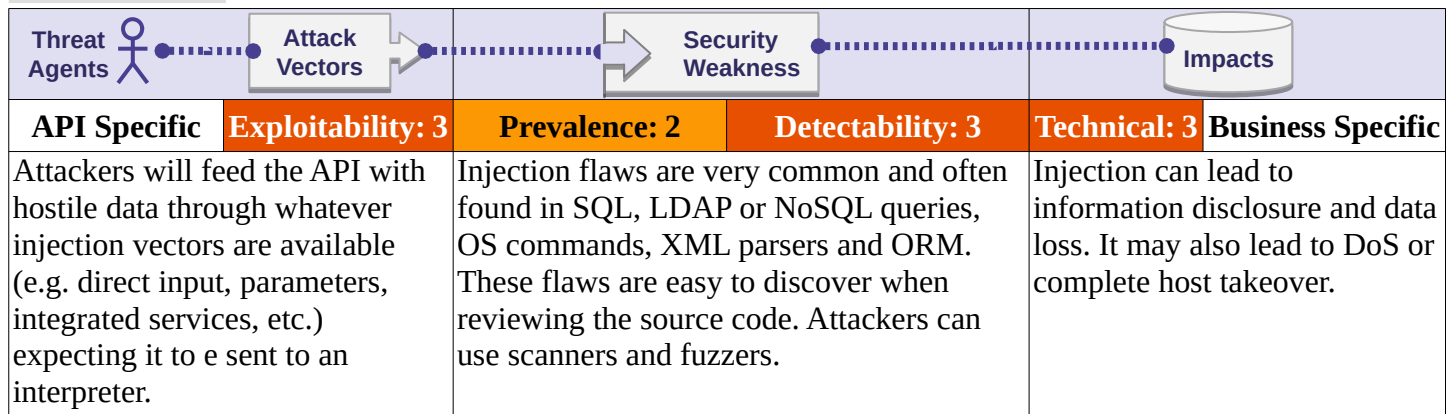 Threat
Agents
Attack
Vectors
Security
Weakness
Impacts
API Specific
Exploitability: 3
Prevalence: 2
Detectability: 3
Technical: 3
Business Specific
Attackers will feed the API with
hostile data through whatever
injection vectors are available
(e.g. direct input, parameters,
integrated services, etc.)
expecting it to e sent to an
interpreter.
Injection flaws are very common and often
found in SQL, LDAP or NoSQL queries,
OS commands, XML parsers and ORM.
These flaws are easy to discover when
reviewing the source code. Attackers can
use scanners and fuzzers.
Injection can lead to
information disclosure and data
loss. It may also lead to DoS or
complete host takeover.